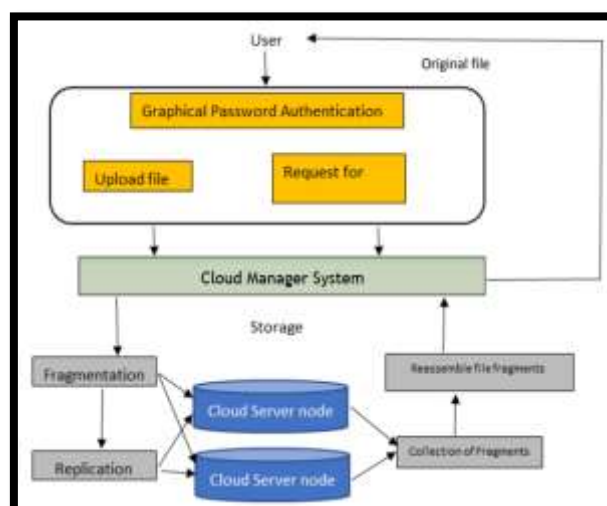 User
Original file
Graphical Password Authentication
Upload file
Request for
Cloud Manager System
Storage
Fragmentation
Reassemble file fragments
Cloud Server node
Collection of Fragments
Replication
Cloud Server node